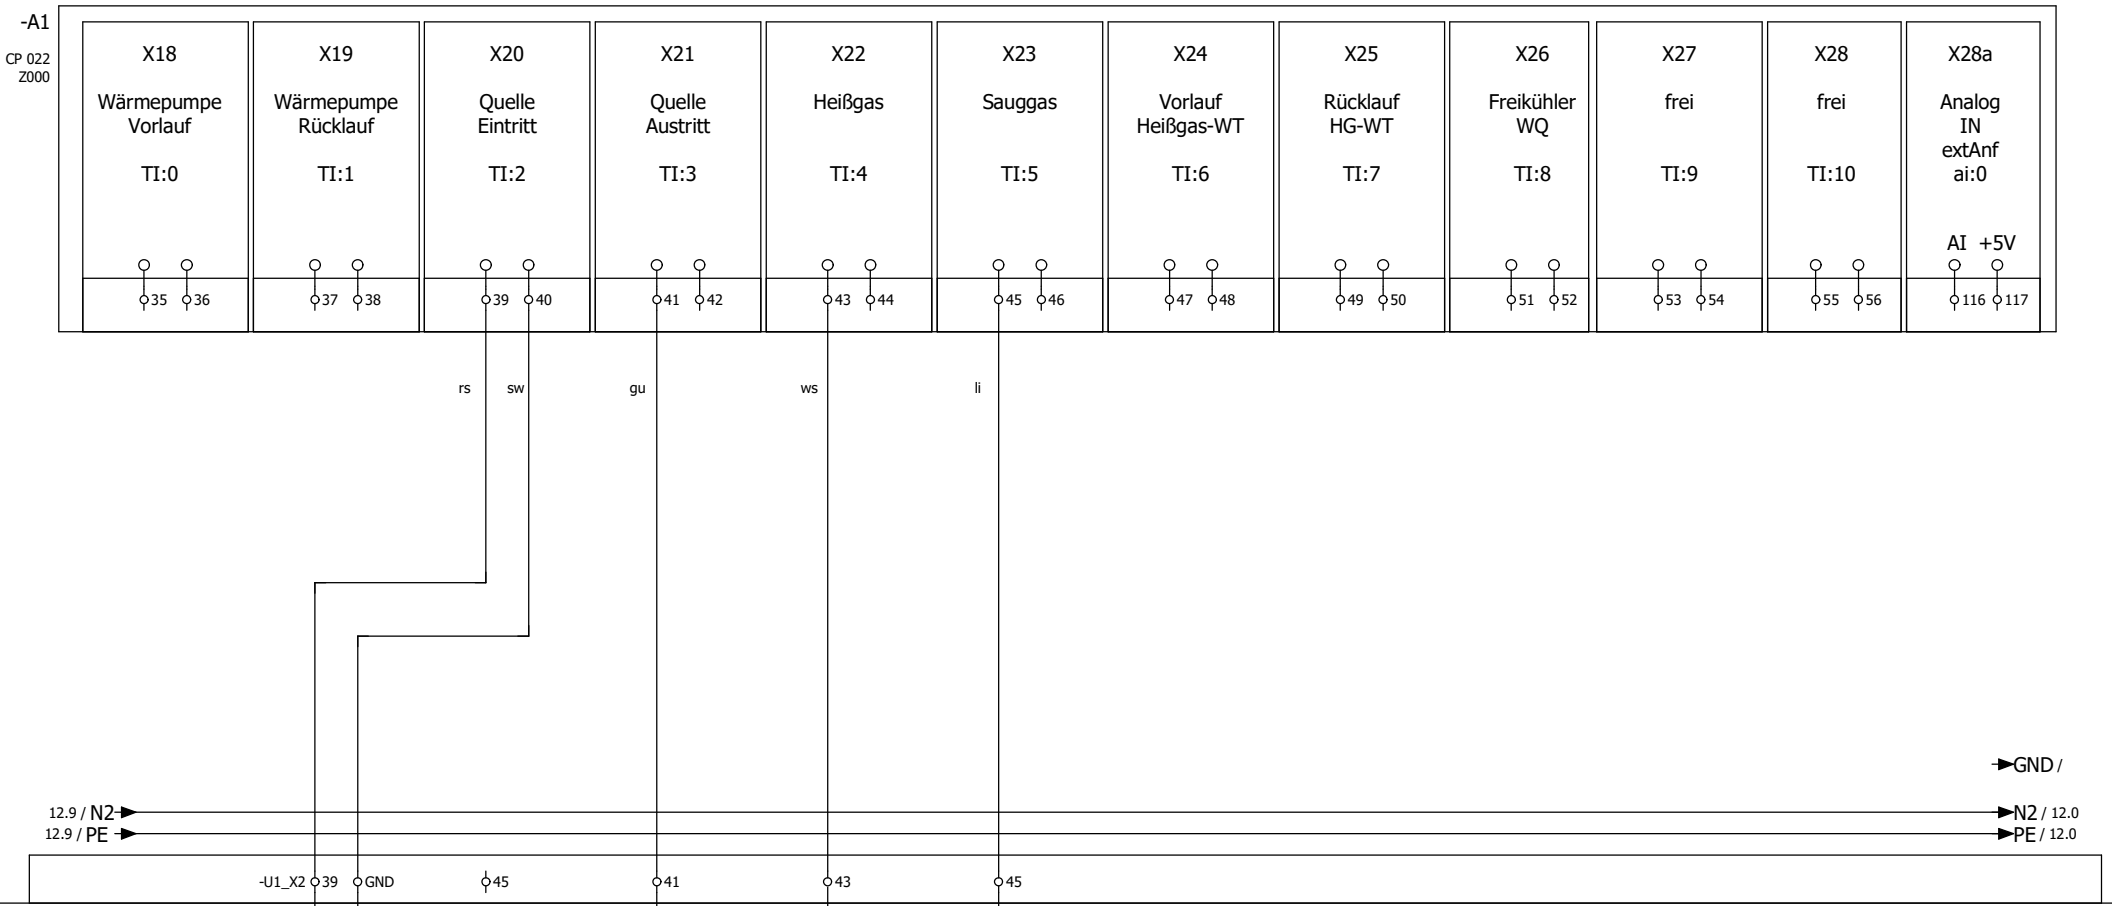 -A1
CP 022
Z000
X18
Wärmepumpe
Vorlauf
TI:0
35 36
X19
Wärmepumpe
Rücklauf
TI:1
37 38
X20
Quelle
Eintritt
TI:2
39 40
X21
Quelle
Austritt
TI:3
41 42
X22
Heißgas
TI:4
43 44
X23
Sauggas
TI:5
45 46
X24
Vorlauf
Heißgas-WT
TI:6
47 48
X25
Rücklauf
HG-WT
TI:7
49 50
X26
Freikühler
WQ
TI:8
51 52
X27
frei
TI:9
53 54
X28
frei
TI:10
55 56
X28a
Analog
IN
extAnf
ai:0
AI +5V
116 117
rs sw gu ws li
GND /
12.9 / N2 N2 / 12.0
12.9 / PE PE / 12.0
-U1_X2 39 GND 45 41 43 45